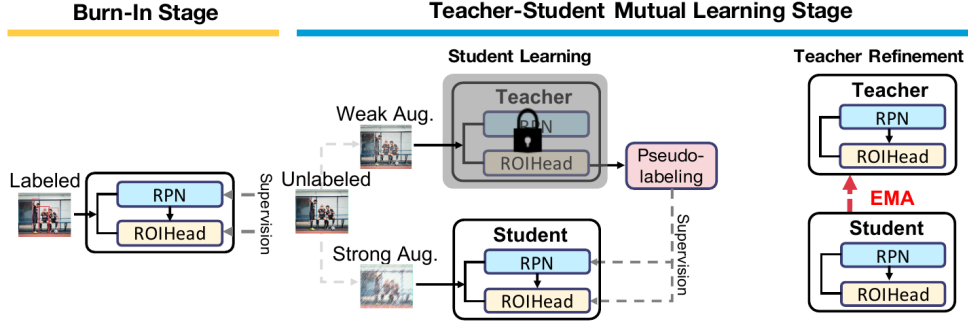 Burn-In Stage
Teacher-Student Mutual Learning Stage
Student Learning
Teacher Refinement
Labeled
RPN
ROIHead
Supervision
Unlabeled
Weak Aug.
Strong Aug.
Teacher
RPN
ROIHead
Pseudo-
labeling
Student
RPN
ROIHead
Supervision
Teacher
RPN
ROIHead
EMA
Student
RPN
ROIHead